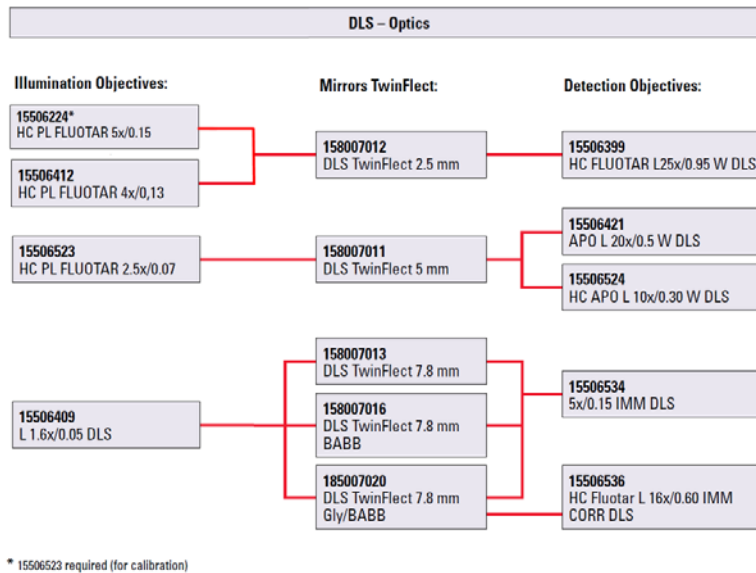 DLS – Optics
Illumination Objectives:
Mirrors TwinFlect:
Detection Objectives:
15506224*
HC PL FLUOTAR 5x/0.15
15506412
HC PL FLUOTAR 4x/0,13
158007012
DLS TwinFlect 2.5 mm
15506399
HC FLUOTAR L25x/0.95 W DLS
15506523
HC PL FLUOTAR 2.5x/0.07
158007011
DLS TwinFlect 5 mm
15506421
APO L 20x/0.5 W DLS
15506524
HC APO L 10x/0.30 W DLS
15506409
L 1.6x/0.05 DLS
158007013
DLS TwinFlect 7.8 mm
158007016
DLS TwinFlect 7.8 mm
BABB
185007020
DLS TwinFlect 7.8 mm
Gly/BABB
15506534
5x/0.15 IMM DLS
15506536
HC Fluotar L 16x/0.60 IMM
CORR DLS
* 15506523 required (for calibration)